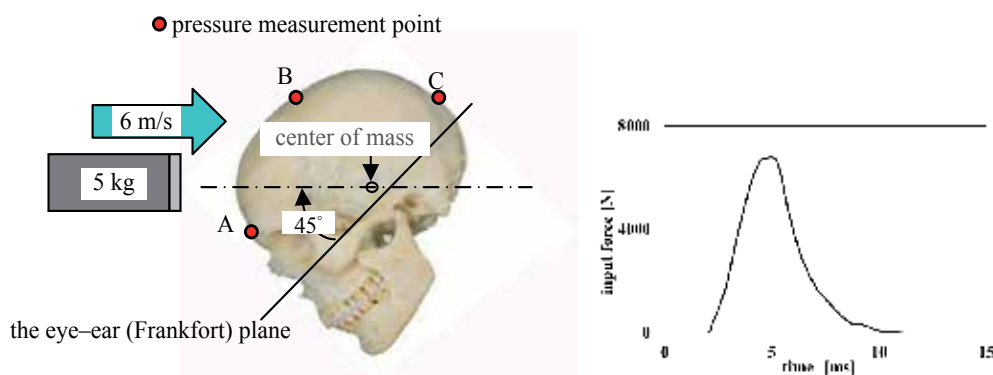 pressure measurement point
B
C
6 m/s
center of mass
5 kg
A
45°
the eye–ear (Frankfort) plane
8000
4000
0
input force [N]
0
5
10
15
time [ms]